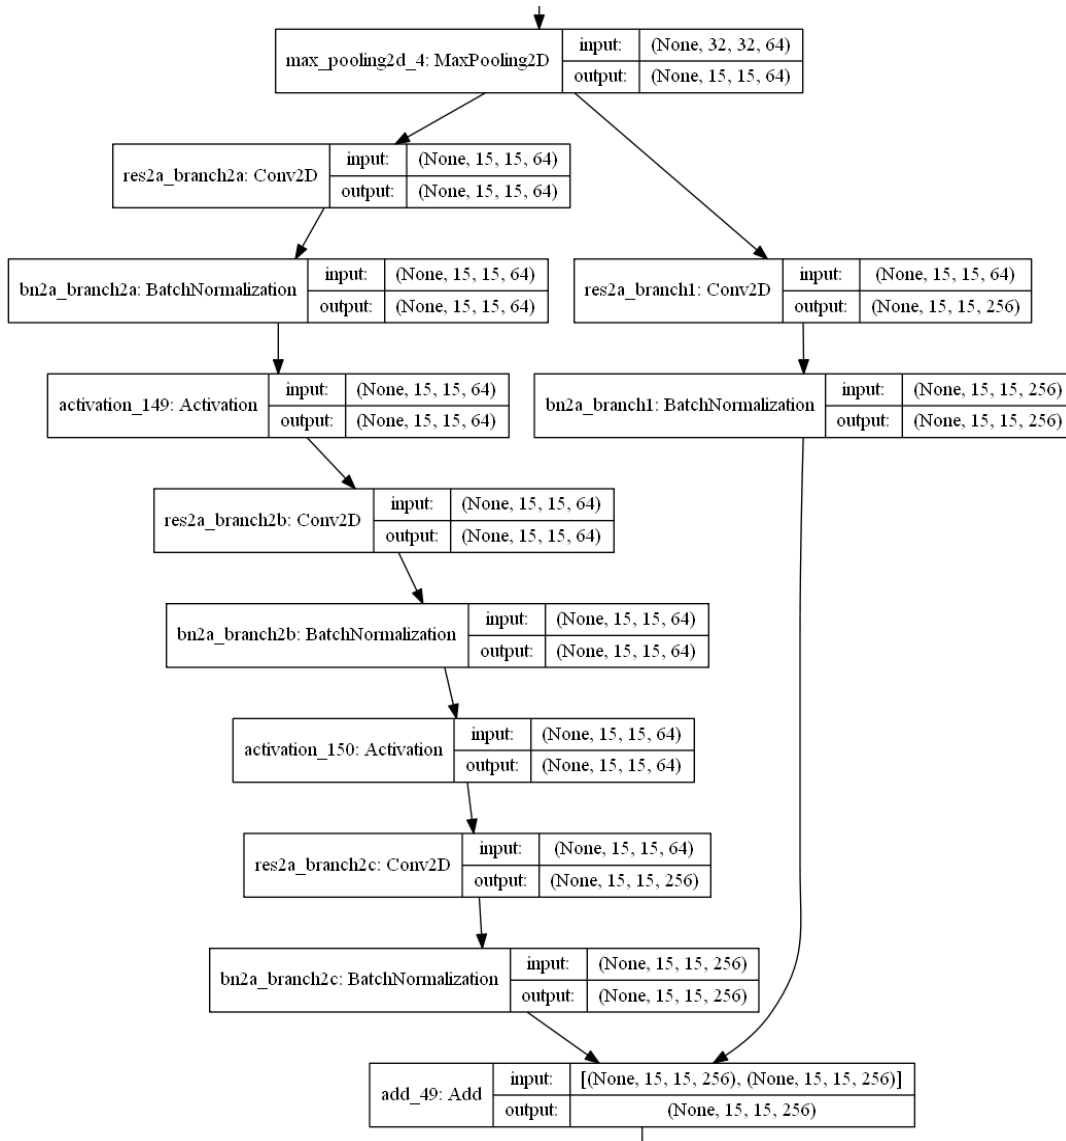 max_pooling2d_4: MaxPooling2D
input:
(None, 32, 32, 64)
output:
(None, 15, 15, 64)
res2a_branch2a: Conv2D
input:
(None, 15, 15, 64)
output:
(None, 15, 15, 64)
bn2a_branch2a: BatchNormalization
input:
(None, 15, 15, 64)
output:
(None, 15, 15, 64)
res2a_branch1: Conv2D
input:
(None, 15, 15, 64)
output:
(None, 15, 15, 256)
activation_149: Activation
input:
(None, 15, 15, 64)
output:
(None, 15, 15, 64)
bn2a_branch1: BatchNormalization
input:
(None, 15, 15, 256)
output:
(None, 15, 15, 256)
res2a_branch2b: Conv2D
input:
(None, 15, 15, 64)
output:
(None, 15, 15, 64)
bn2a_branch2b: BatchNormalization
input:
(None, 15, 15, 64)
output:
(None, 15, 15, 64)
activation_150: Activation
input:
(None, 15, 15, 64)
output:
(None, 15, 15, 64)
res2a_branch2c: Conv2D
input:
(None, 15, 15, 64)
output:
(None, 15, 15, 256)
bn2a_branch2c: BatchNormalization
input:
(None, 15, 15, 256)
output:
(None, 15, 15, 256)
add_49: Add
input:
[(None, 15, 15, 256), (None, 15, 15, 256)]
output:
(None, 15, 15, 256)